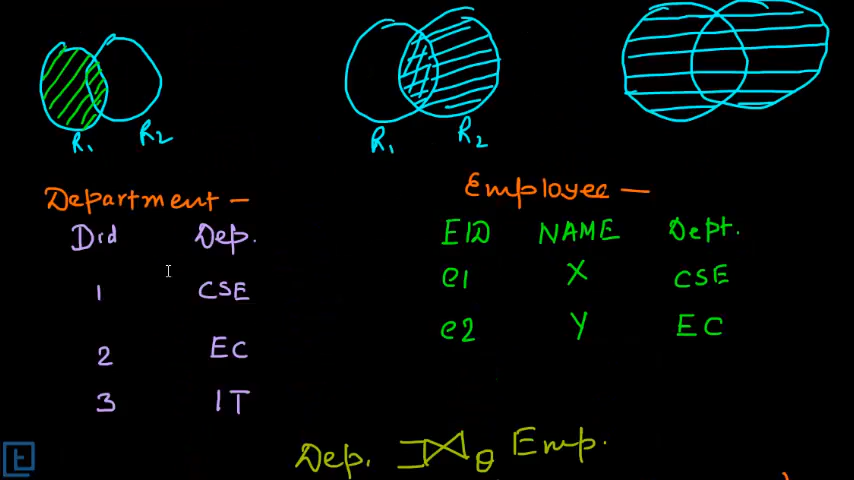 R₁ R₂
R₁ R₂
Department —
Employee —
Did Dep.
EID NAME Dept.
1 CSE
e1 X CSE
2 EC
e2 Y EC
3 IT
Dep. ⟕θ Emp.